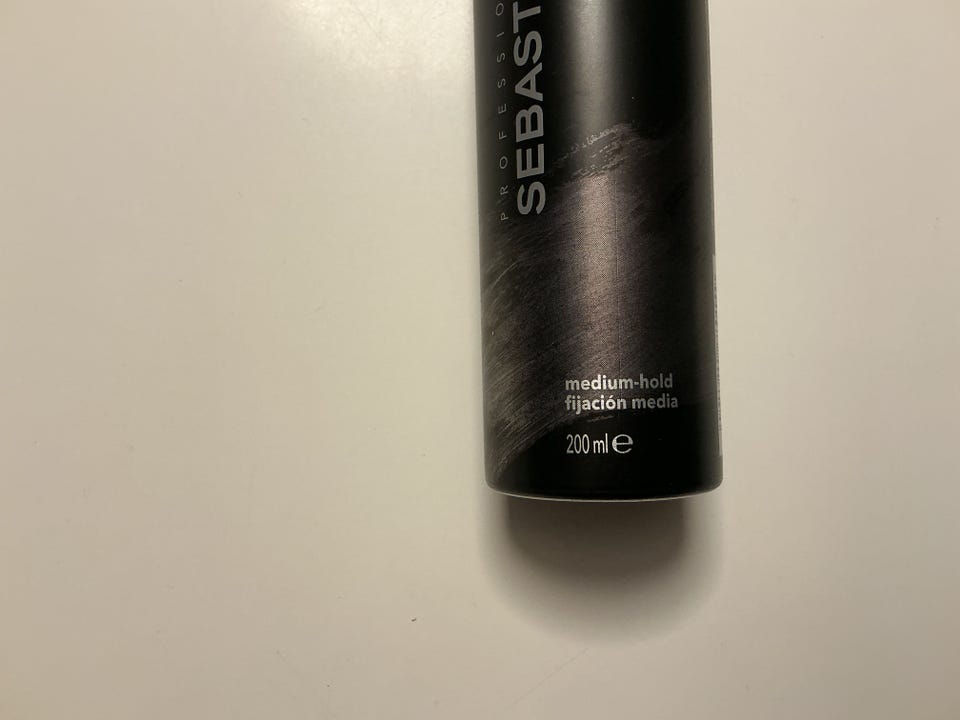 PROFESSIO
SEBAST
medium-hold
fijación media
200 ml ℮